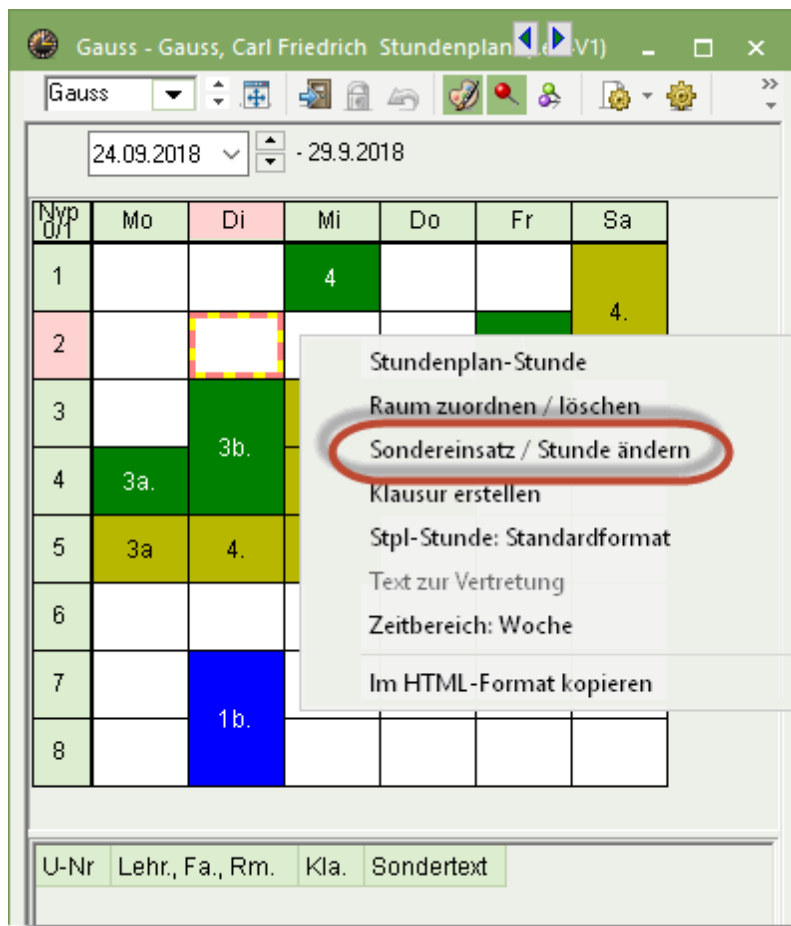 Gauss - Gauss, Carl Friedrich Stundenplan V1)
Gauss
24.09.2018 - 29.9.2018
Mo Di Mi Do Fr Sa
0/1
1 4
4.
2
3
3b.
4 3a.
5 3a 4.
6
7
1b.
8
Stundenplan-Stunde
Raum zuordnen / löschen
Sondereinsatz / Stunde ändern
Klausur erstellen
Stpl-Stunde: Standardformat
Text zur Vertretung
Zeitbereich: Woche
Im HTML-Format kopieren
U-Nr Lehr., Fa., Rm. Kla. Sondertext